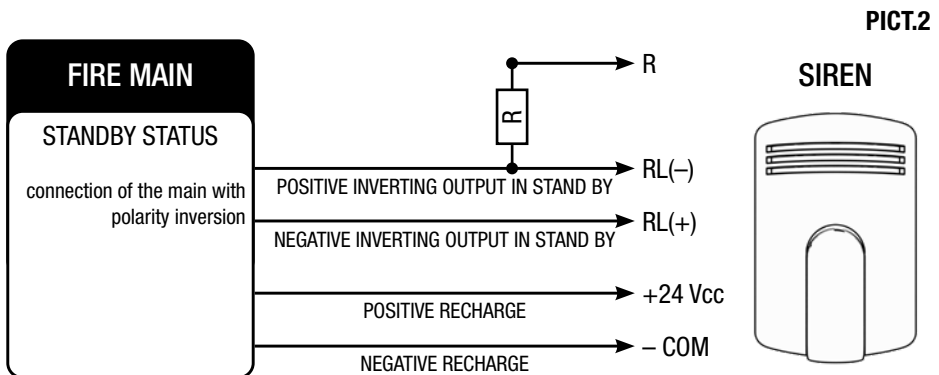 PICT.2
FIRE MAIN
SIREN
STANDBY STATUS
connection of the main with
polarity inversion
R
R
RL(–)
POSITIVE INVERTING OUTPUT IN STAND BY
RL(+)
NEGATIVE INVERTING OUTPUT IN STAND BY
+24 Vcc
POSITIVE RECHARGE
– COM
NEGATIVE RECHARGE